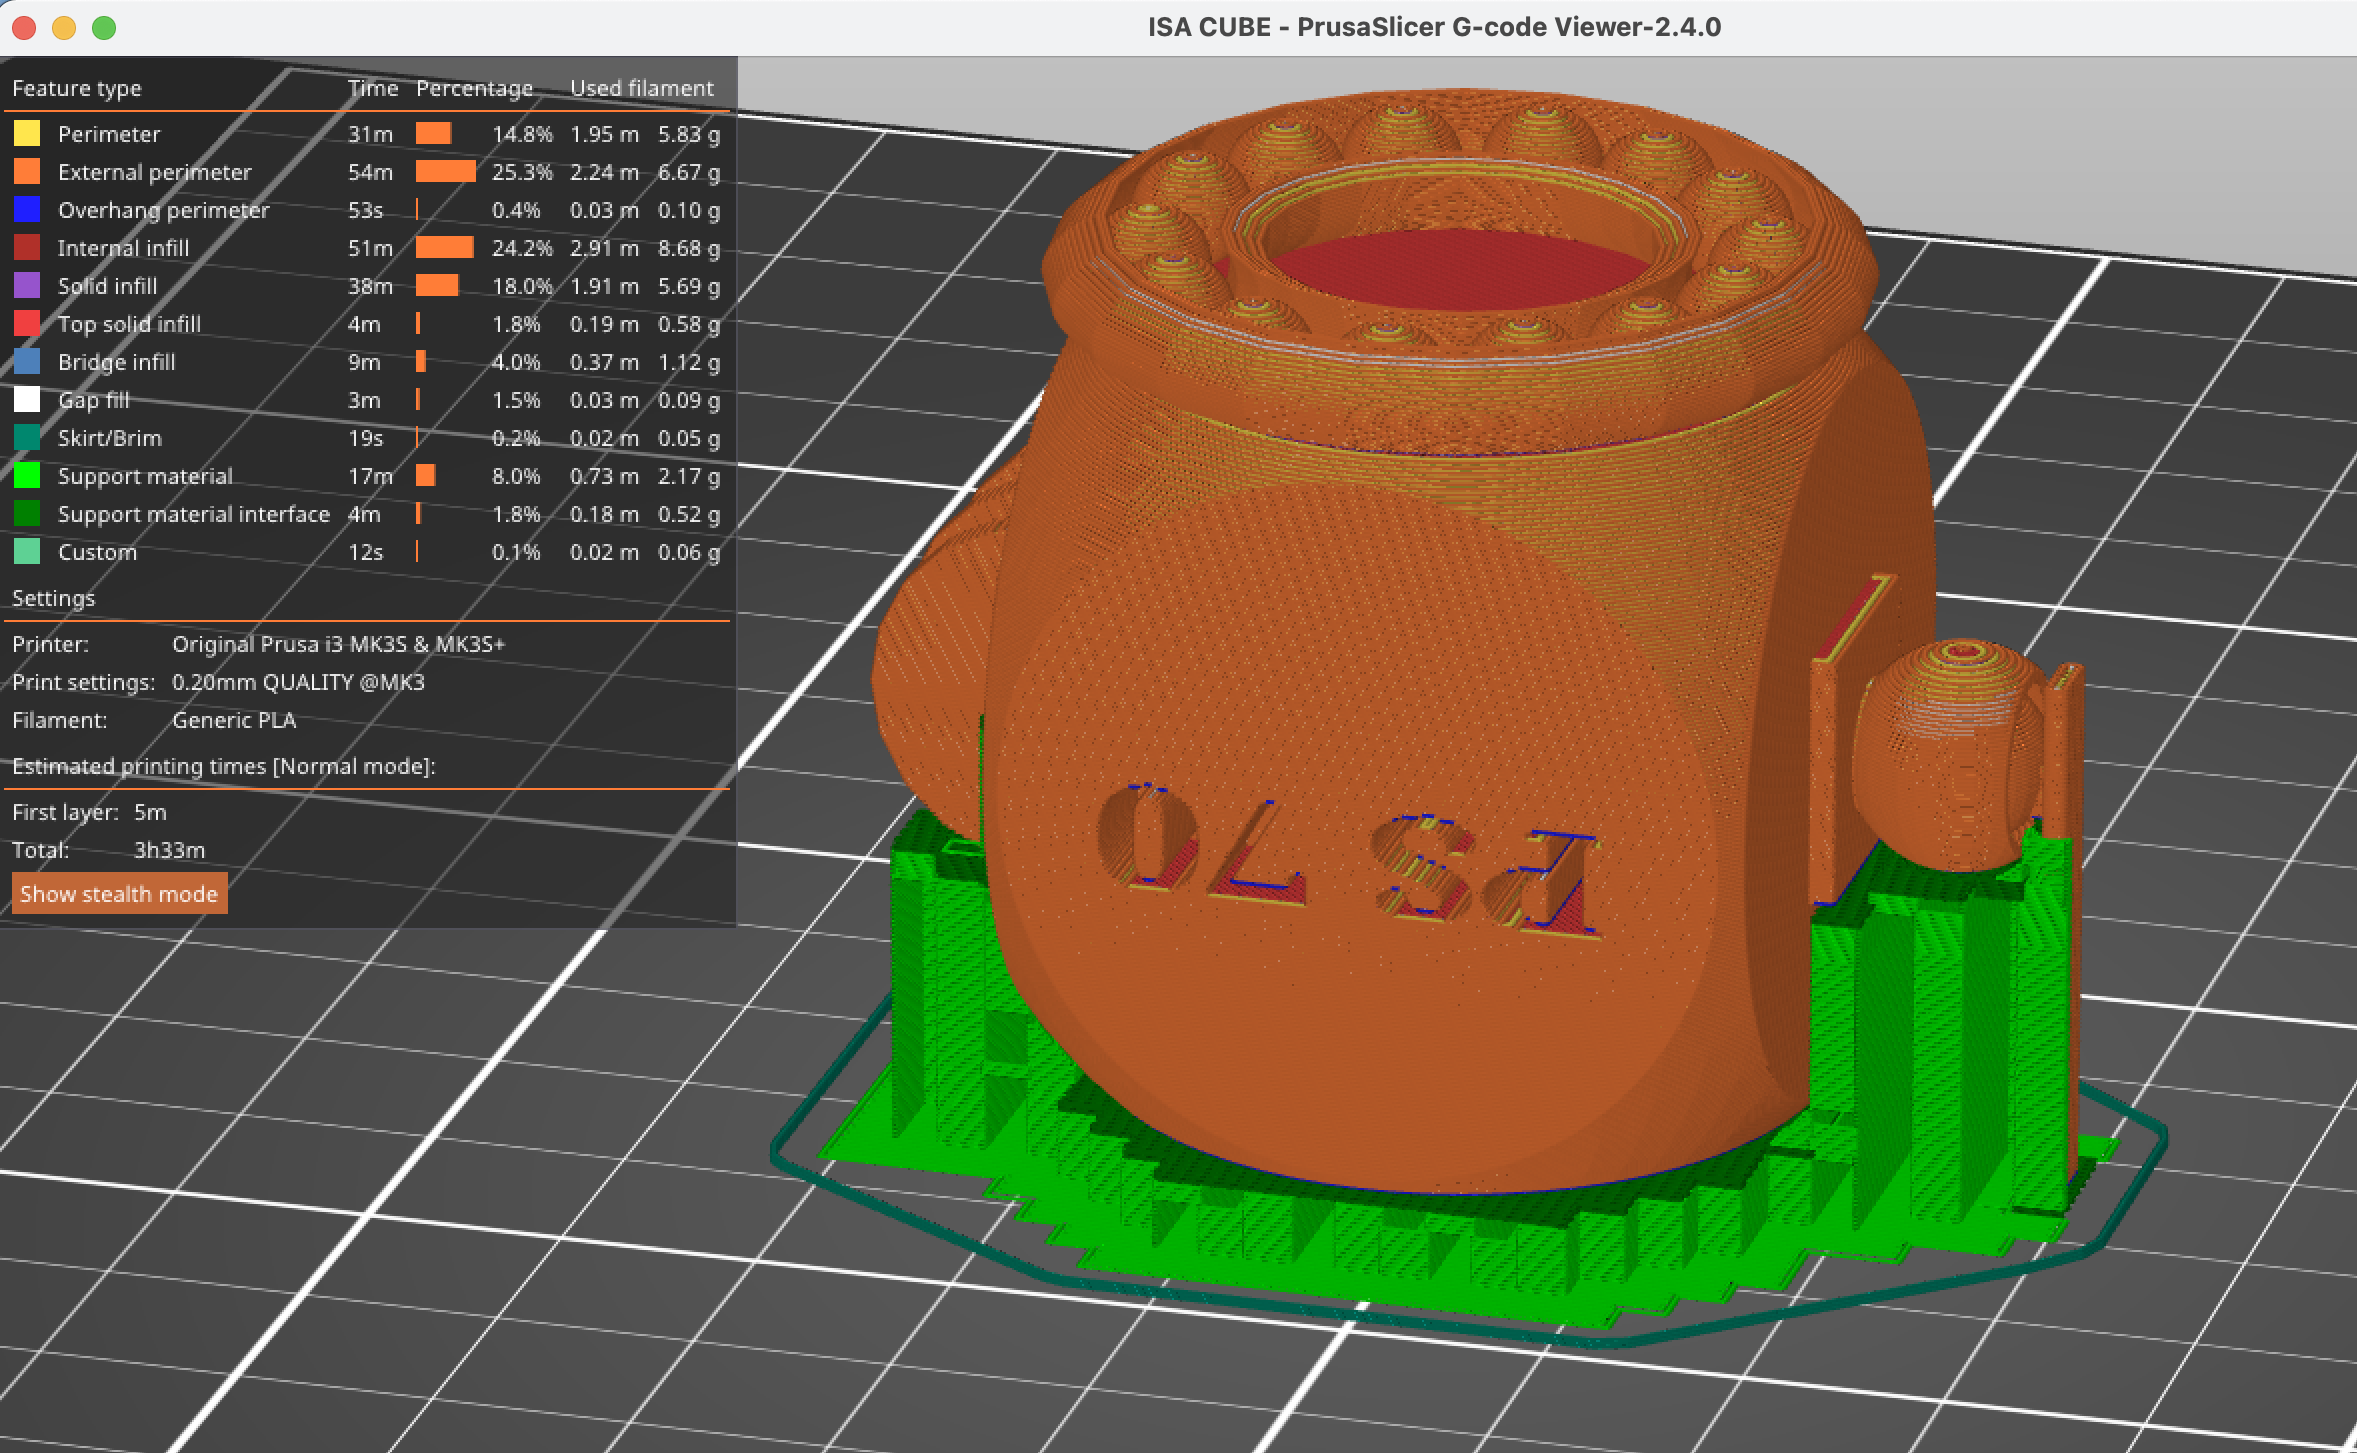 ISA CUBE - PrusaSlicer G-code Viewer-2.4.0
Feature type Time Percentage Used filament
Perimeter 31m 14.8% 1.95 m 5.83 g
External perimeter 54m 25.3% 2.24 m 6.67 g
Overhang perimeter 53s 0.4% 0.03 m 0.10 g
Internal infill 51m 24.2% 2.91 m 8.68 g
Solid infill 38m 18.0% 1.91 m 5.69 g
Top solid infill 4m 1.8% 0.19 m 0.58 g
Bridge infill 9m 4.0% 0.37 m 1.12 g
Gap fill 3m 1.5% 0.03 m 0.09 g
Skirt/Brim 19s 0.2% 0.02 m 0.05 g
Support material 17m 8.0% 0.73 m 2.17 g
Support material interface 4m 1.8% 0.18 m 0.52 g
Custom 12s 0.1% 0.02 m 0.06 g
Settings
Printer: Original Prusa i3 MK3S & MK3S+
Print settings: 0.20mm QUALITY @MK3
Filament: Generic PLA
Estimated printing times [Normal mode]:
First layer: 5m
Total: 3h33m
Show stealth mode